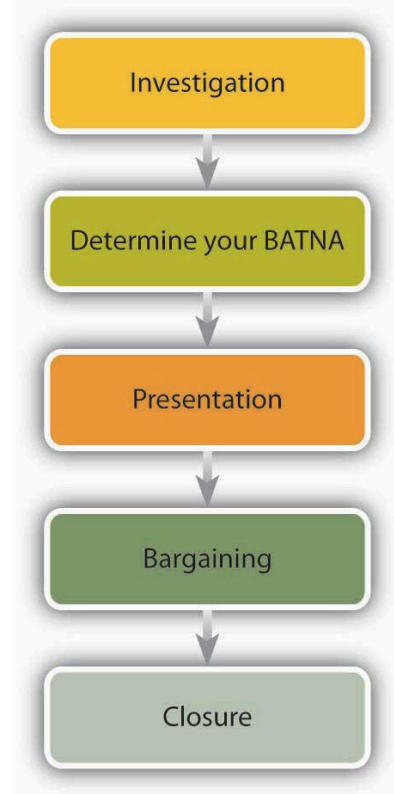 Investigation
Determine your BATNA
Presentation
Bargaining
Closure